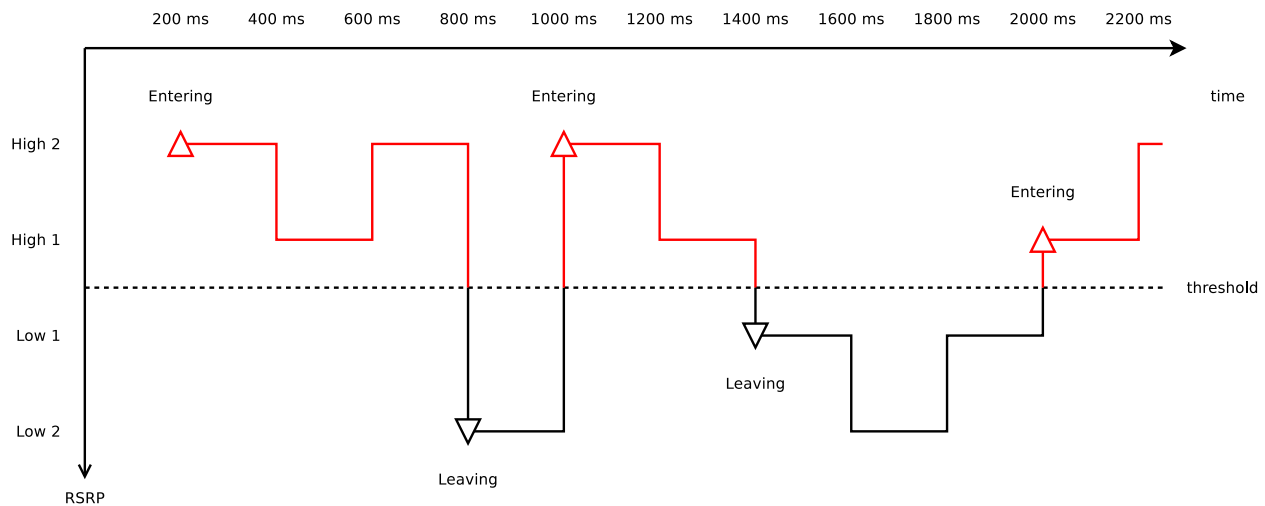 200 ms 400 ms 600 ms 800 ms 1000 ms 1200 ms 1400 ms 1600 ms 1800 ms 2000 ms 2200 ms
Entering Entering time
High 2
Entering
High 1
threshold
Low 1
Leaving
Low 2
Leaving
RSRP